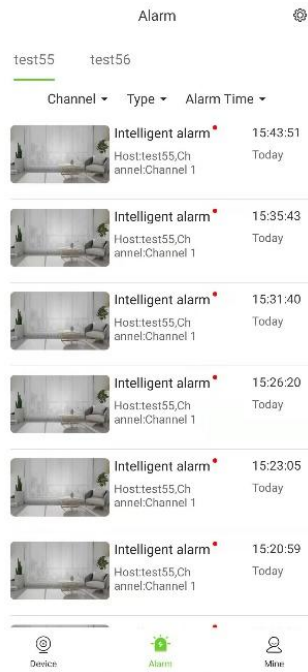 Alarm
test55 test56
Channel Type Alarm Time
Intelligent alarm 15:43:51
Host:test55,Ch Today
annel:Channel 1
Intelligent alarm 15:35:43
Host:test55,Ch Today
annel:Channel 1
Intelligent alarm 15:31:40
Host:test55,Ch Today
annel:Channel 1
Intelligent alarm 15:26:20
Host:test55,Ch Today
annel:Channel 1
Intelligent alarm 15:23:05
Host:test55,Ch Today
annel:Channel 1
Intelligent alarm 15:20:59
Host:test55,Ch Today
annel:Channel 1
Device Alarm Mine